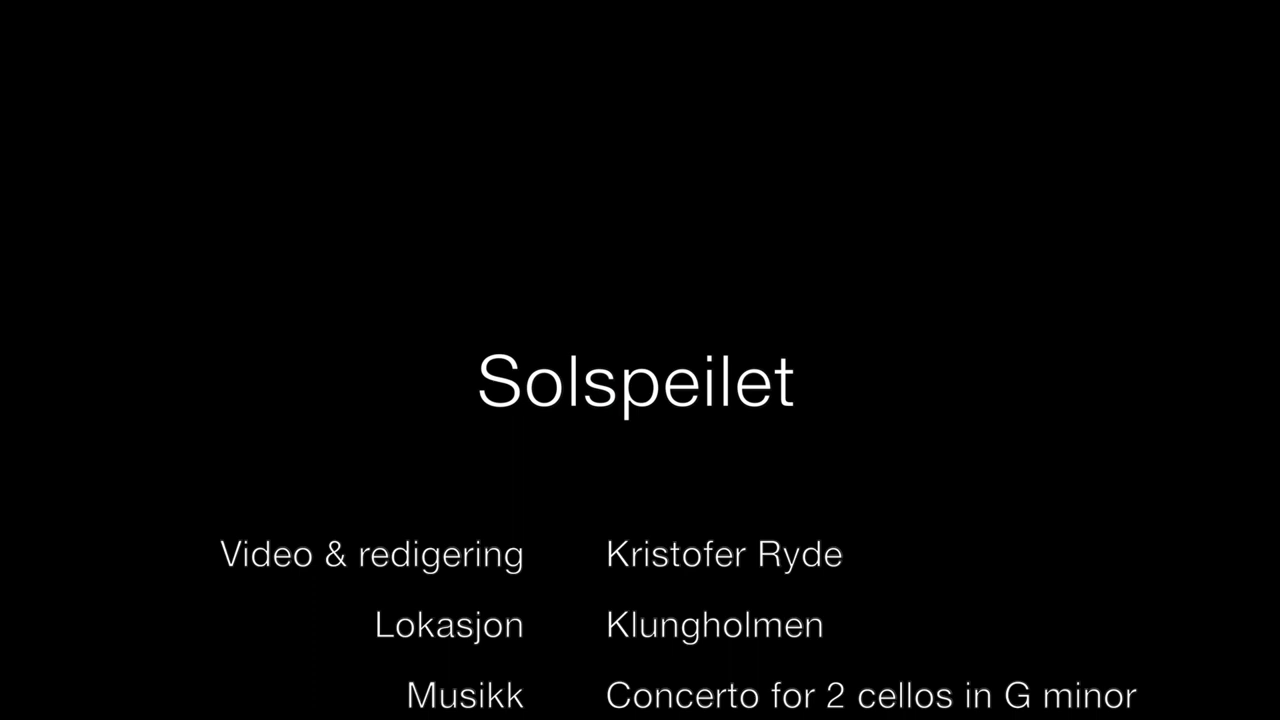 Solspeilet
Video & redigering Kristofer Ryde
Lokasjon Klungholmen
Musikk Concerto for 2 cellos in G minor